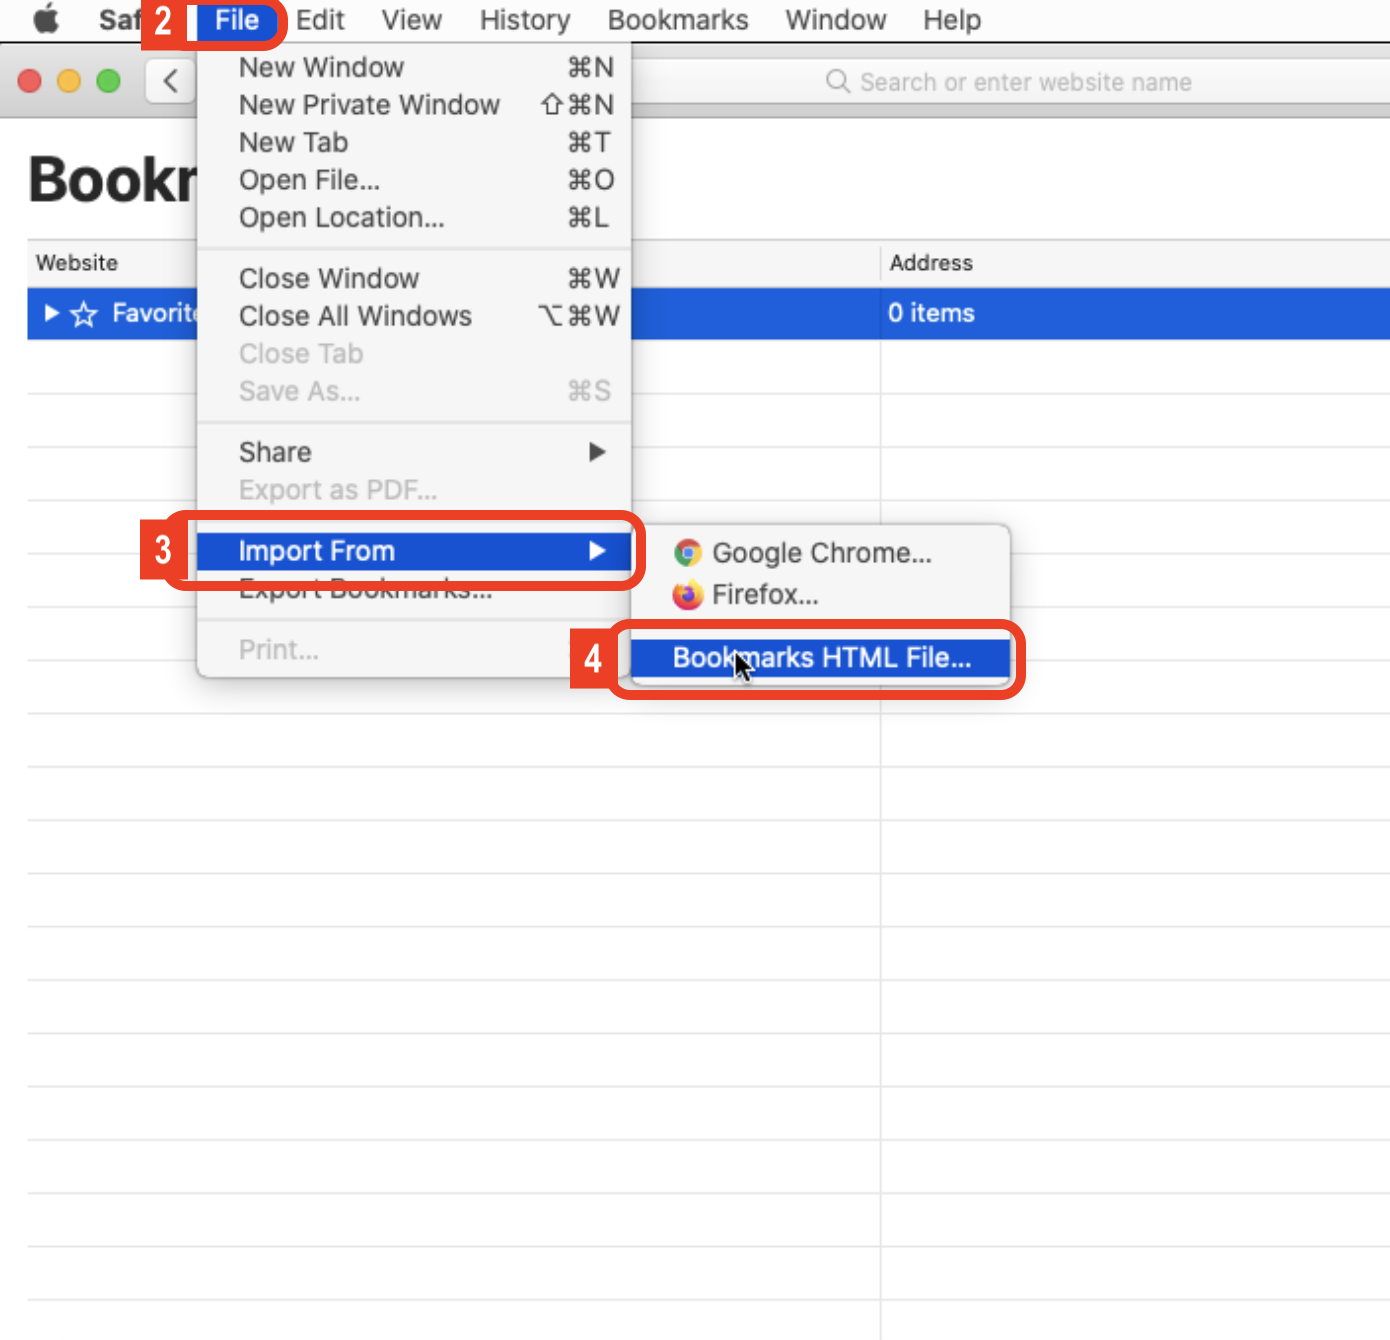 Saf 2 File Edit View History Bookmarks Window Help
Search or enter website name
New Window ⌘N
New Private Window ⇧⌘N
New Tab ⌘T
Open File... ⌘O
Open Location... ⌘L
Close Window ⌘W
Close All Windows ⌥⌘W
Close Tab
Save As... ⌘S
Share ▶
Export as PDF...
3 Import From ▶
Export Bookmarks...
Print...
Google Chrome...
Firefox...
4 Bookmarks HTML File...
Bookr
Website Address
Favorite 0 items